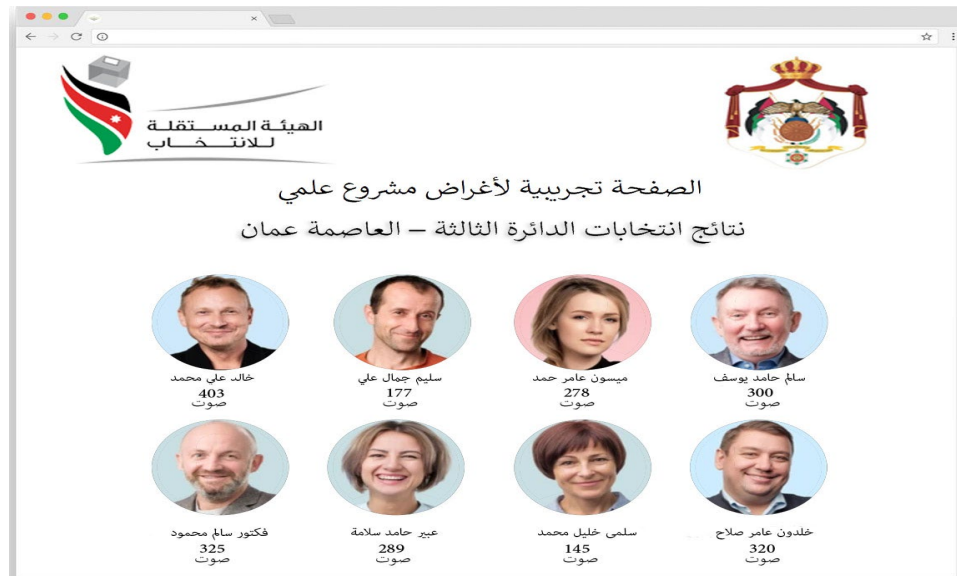 الهيئة المستقلة
للانتخاب
الصفحة تجريبية لأغراض مشروع علمي
نتائج انتخابات الدائرة الثالثة – العاصمة عمان
سالم حامد يوسف
300
صوت
ميسون عامر حمد
278
صوت
سليم جمال علي
177
صوت
خالد علي محمد
403
صوت
خلدون عامر صلاح
320
صوت
سلمى خليل محمد
145
صوت
عبير حامد سلامة
289
صوت
فكتور سالم محمود
325
صوت